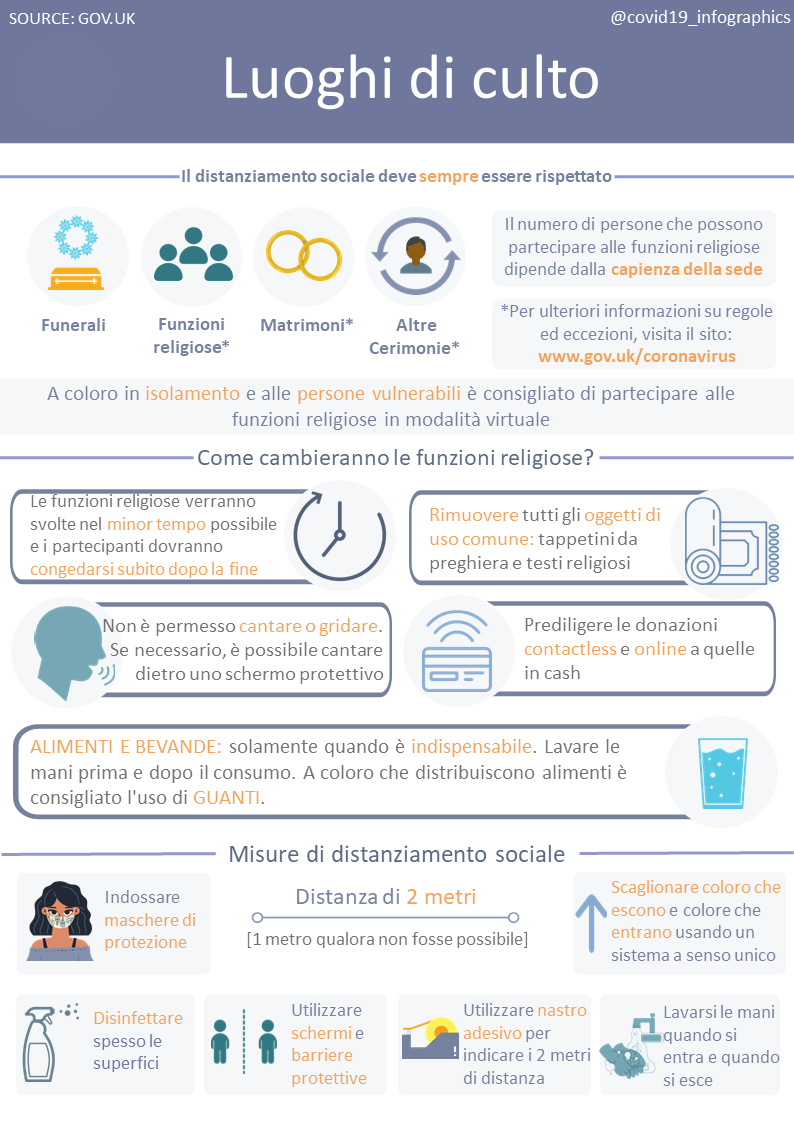 SOURCE: GOV.UK
@covid19_infographics
Luoghi di culto
Il distanziamento sociale deve sempre essere rispettato
Funerali
Funzioni
religiose*
Matrimoni*
Altre
Cerimonie*
Il numero di persone che possono
partecipare alle funzioni religiose
dipende dalla capienza della sede
*Per ulteriori informazioni su regole
ed eccezioni, visita il sito:
www.gov.uk/coronavirus
A coloro in isolamento e alle persone vulnerabili è consigliato di partecipare alle
funzioni religiose in modalità virtuale
Come cambieranno le funzioni religiose?
Le funzioni religiose verranno
svolte nel minor tempo possibile
e i partecipanti dovranno
congedarsi subito dopo la fine
Rimuovere tutti gli oggetti di
uso comune: tappetini da
preghiera e testi religiosi
Non è permesso cantare o gridare.
Se necessario, è possibile cantare
dietro uno schermo protettivo
Prediligere le donazioni
contactless e online a quelle
in cash
ALIMENTI E BEVANDE: solamente quando è indispensabile. Lavare le
mani prima e dopo il consumo. A coloro che distribuiscono alimenti è
consigliato l'uso di GUANTI.
Misure di distanziamento sociale
Indossare
maschere di
protezione
Distanza di 2 metri
[1 metro qualora non fosse possibile]
Scaglionare coloro che
escono e colore che
entrano usando un
sistema a senso unico
Disinfettare
spesso le
superfici
Utilizzare
schermi e
barriere
protettive
Utilizzare nastro
adesivo per
indicare i 2 metri
di distanza
Lavarsi le mani
quando si
entra e quando
si esce